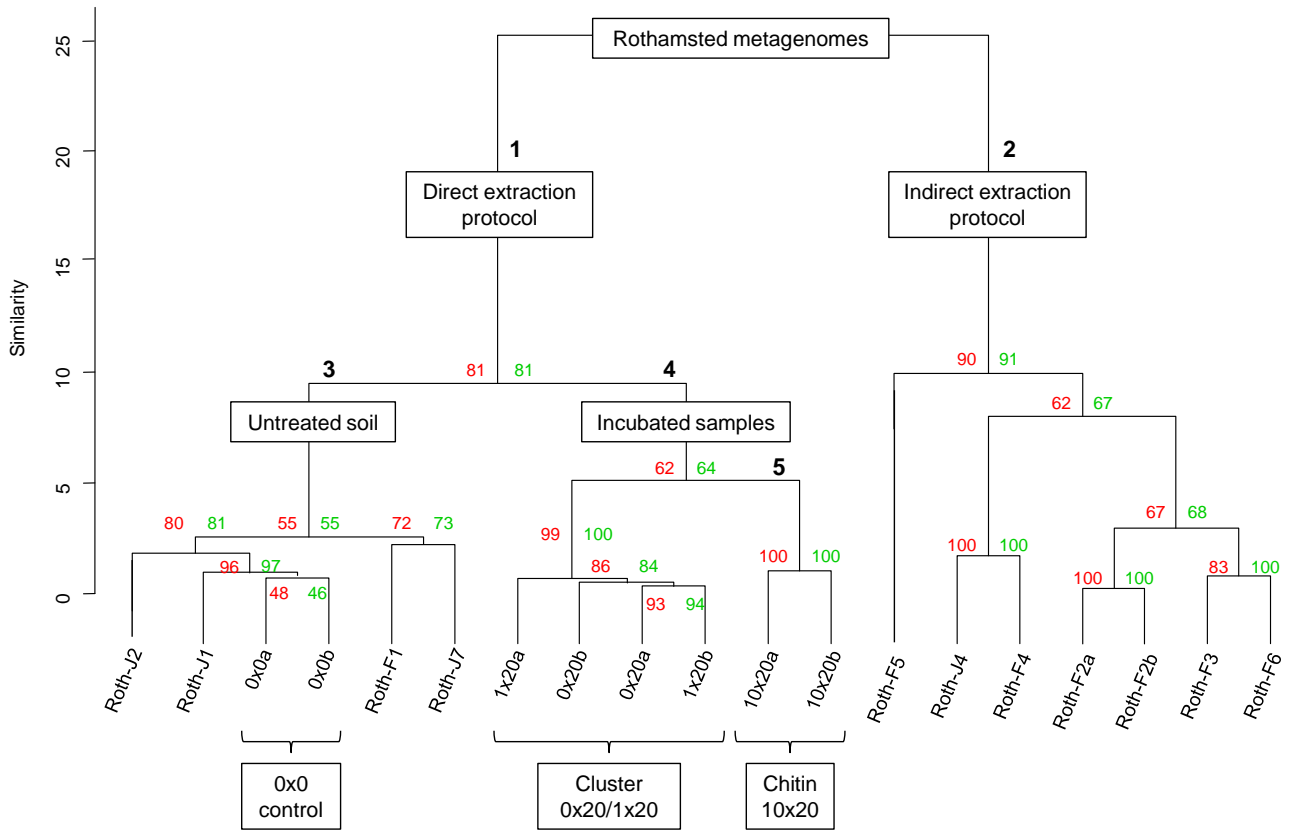 Rothamsted metagenomes
25
20
15
10
5
0
Similarity
1
2
Direct extraction
protocol
Indirect extraction
protocol
3
81 81
4
90 91
Untreated soil
Incubated samples
62 67
62 64
5
80 81
55 55
72 73
99 100
67 68
96 97
86 84
100 100
100 100
83 100
48 46
93 94
100 100
Roth-J2
Roth-J1
0x0a
0x0b
Roth-F1
Roth-J7
1x20a
0x20b
0x20a
1x20b
10x20a
10x20b
Roth-F5
Roth-J4
Roth-F4
Roth-F2a
Roth-F2b
Roth-F3
Roth-F6
0x0
control
Cluster
0x20/1x20
Chitin
10x20